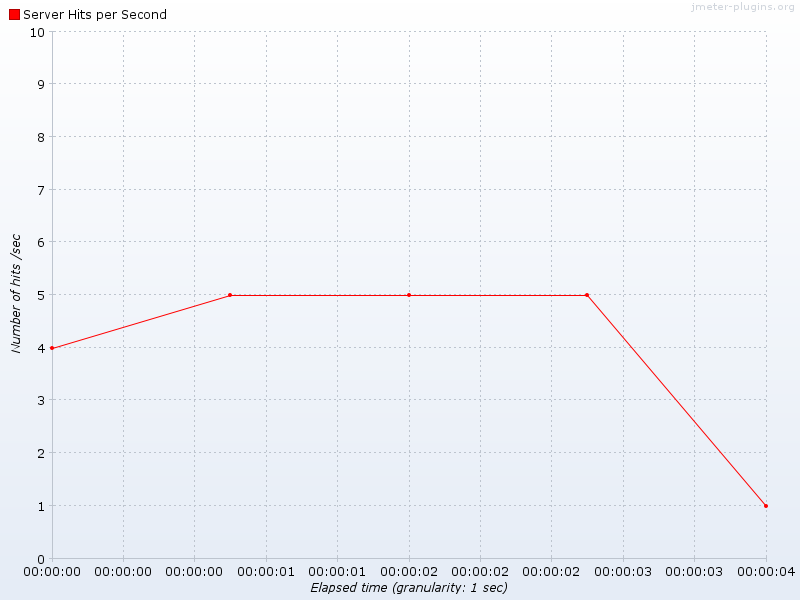 jmeter-plugins.org
Server Hits per Second
10
9
8
7
6
5
4
3
2
1
0
Number of hits /sec
00:00:00 00:00:00 00:00:00 00:00:01 00:00:01 00:00:02 00:00:02 00:00:02 00:00:03 00:00:03 00:00:04
Elapsed time (granularity: 1 sec)